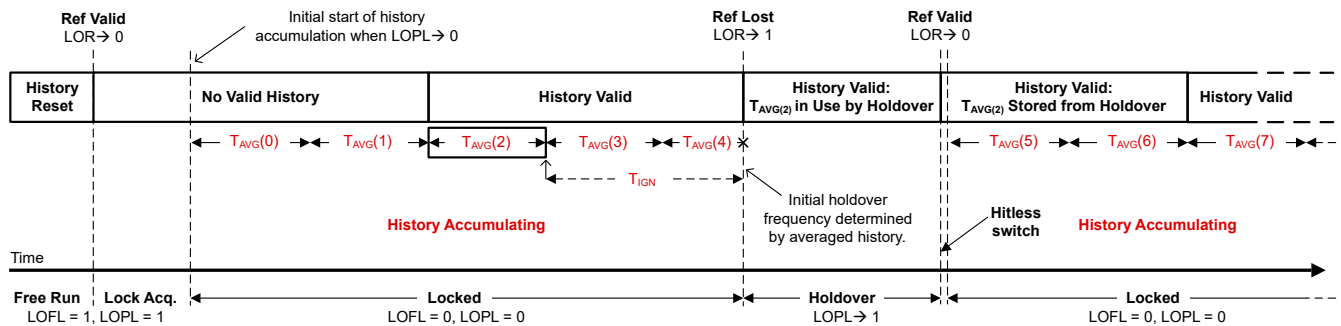 Ref Valid
LOR→ 0
Initial start of history
accumulation when LOPL→ 0
Ref Lost
LOR→ 1
Ref Valid
LOR→ 0
History
Reset
No Valid History
History Valid
History Valid:
TAVG(2) in Use by Holdover
History Valid:
TAVG(2) Stored from Holdover
History Valid
TAVG(0)
TAVG(1)
TAVG(2)
TAVG(3)
TAVG(4)
TAVG(5)
TAVG(6)
TAVG(7)
TIGN
Initial holdover
frequency determined
by averaged history.
History Accumulating
Hitless
switch
History Accumulating
Time
Free Run
LOFL = 1, LOPL = 1
Lock Acq.
Locked
LOFL = 0, LOPL = 0
Holdover
LOPL→ 1
Locked
LOFL = 0, LOPL = 0